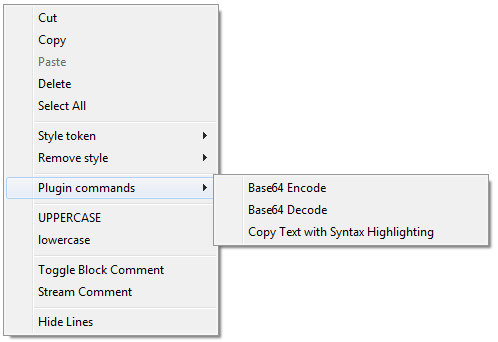 Cut
Copy
Paste
Delete
Select All
Style token
Remove style
Plugin commands
Base64 Encode
Base64 Decode
Copy Text with Syntax Highlighting
UPPERCASE
lowercase
Toggle Block Comment
Stream Comment
Hide Lines